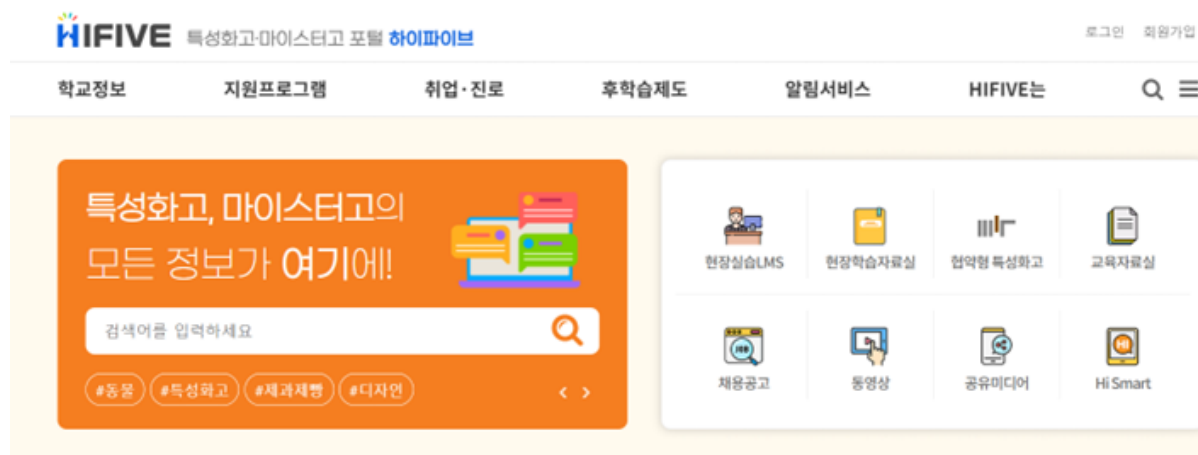 HIFIVE 특성화고·마이스터고 포털 하이파이브
로그인 회원가입
학교정보 지원프로그램 취업·진로 후학습제도 알림서비스 HIFIVE는
특성화고, 마이스터고의
모든 정보가 여기에!
검색어를 입력하세요
#동물 #특성화고 #제과제빵 #디자인
현장실습LMS 현장학습자료실 협약형 특성화고 교육자료실
JOB HI
채용공고 동영상 공유미디어 Hi Smart